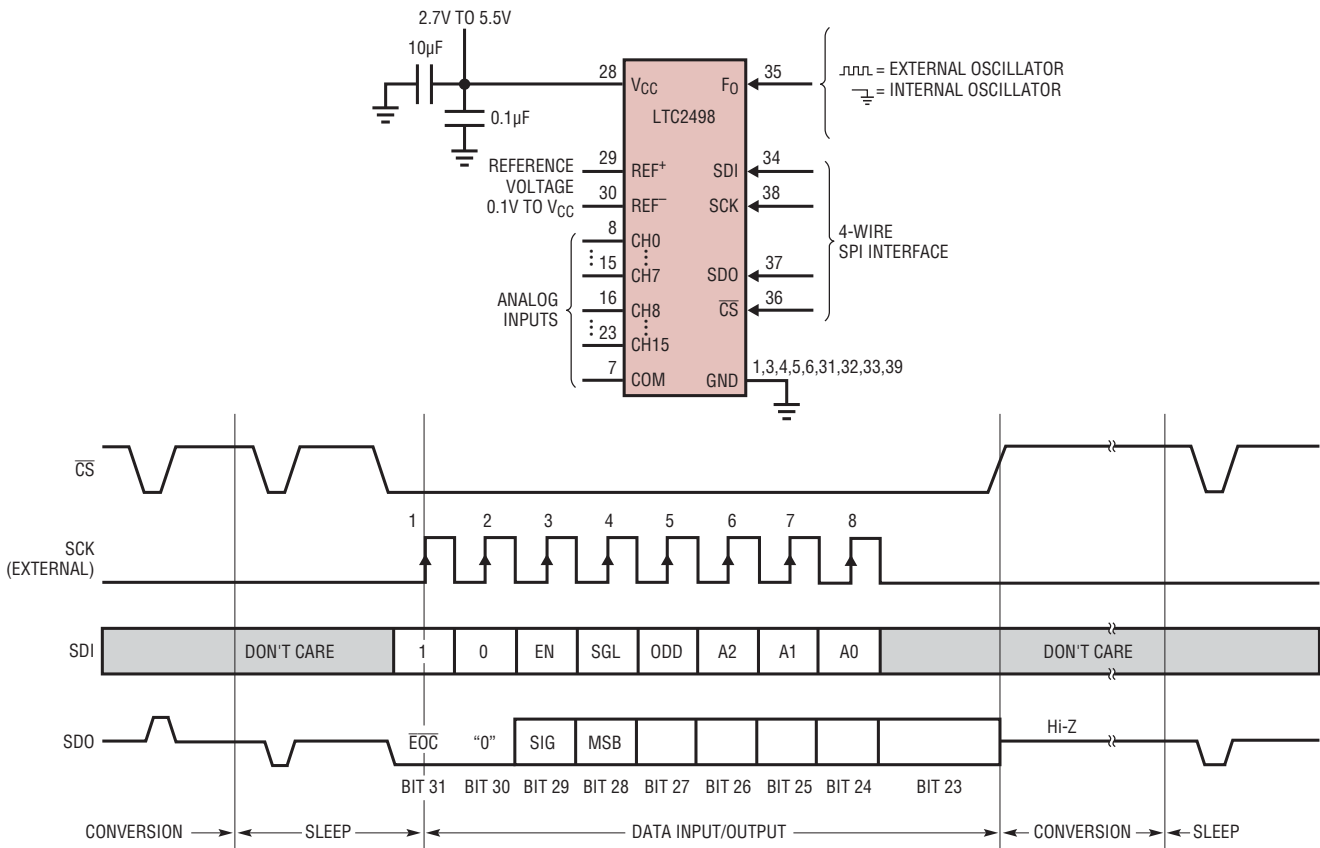 2.7V TO 5.5V
10µF
0.1µF
28
VCC
FO
35
LTC2498
= EXTERNAL OSCILLATOR
= INTERNAL OSCILLATOR
REFERENCE
VOLTAGE
0.1V TO VCC
29
REF+
SDI
34
30
REF−
SCK
38
4-WIRE
SPI INTERFACE
ANALOG
INPUTS
8
CH0
15
CH7
SDO
37
16
CH8
CS
36
23
CH15
7
COM
GND
1,3,4,5,6,31,32,33,39
CS
SCK
(EXTERNAL)
1 2 3 4 5 6 7 8
SDI
DON'T CARE 1 0 EN SGL ODD A2 A1 A0 DON'T CARE
SDO
EOC "0" SIG MSB Hi-Z
BIT 31 BIT 30 BIT 29 BIT 28 BIT 27 BIT 26 BIT 25 BIT 24 BIT 23
CONVERSION SLEEP DATA INPUT/OUTPUT CONVERSION SLEEP